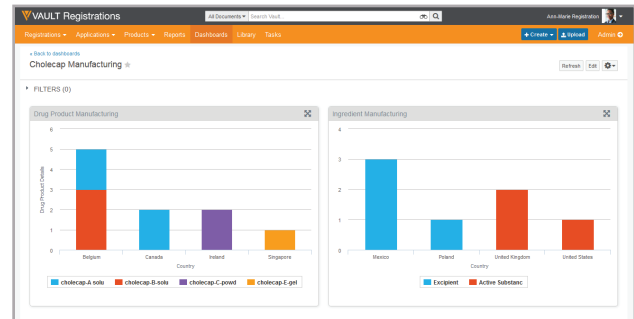 VAULT Registrations
All Documents Search Vault...
Ann-Marie Registration
Registrations Applications Products Reports Dashboards Library Tasks
+ Create Upload Admin
« Back to dashboards
Cholecap Manufacturing
Refresh Edit
FILTERS (0)
Drug Product Manufacturing
6
5
4
3
2
1
0
Drug Product Details
Belgium Canada Ireland Singapore
Country
cholecap-A solu cholecap-B-solu cholecap-C-powd cholecap-E-gel
Ingredient Manufacturing
4
3
2
1
0
Mexico Poland United Kingdom United States
Country
Excipient Active Substanc